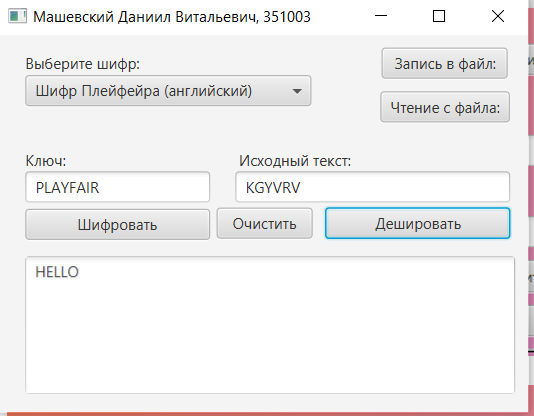 Машевский Даниил Витальевич, 351003
Выберите шифр:
Запись в файл:
Шифр Плейфейра (английский)
Чтение с файла:
Ключ:
Исходный текст:
PLAYFAIR
KGYVRV
Шифровать
Очистить
Дешировать
HELLO